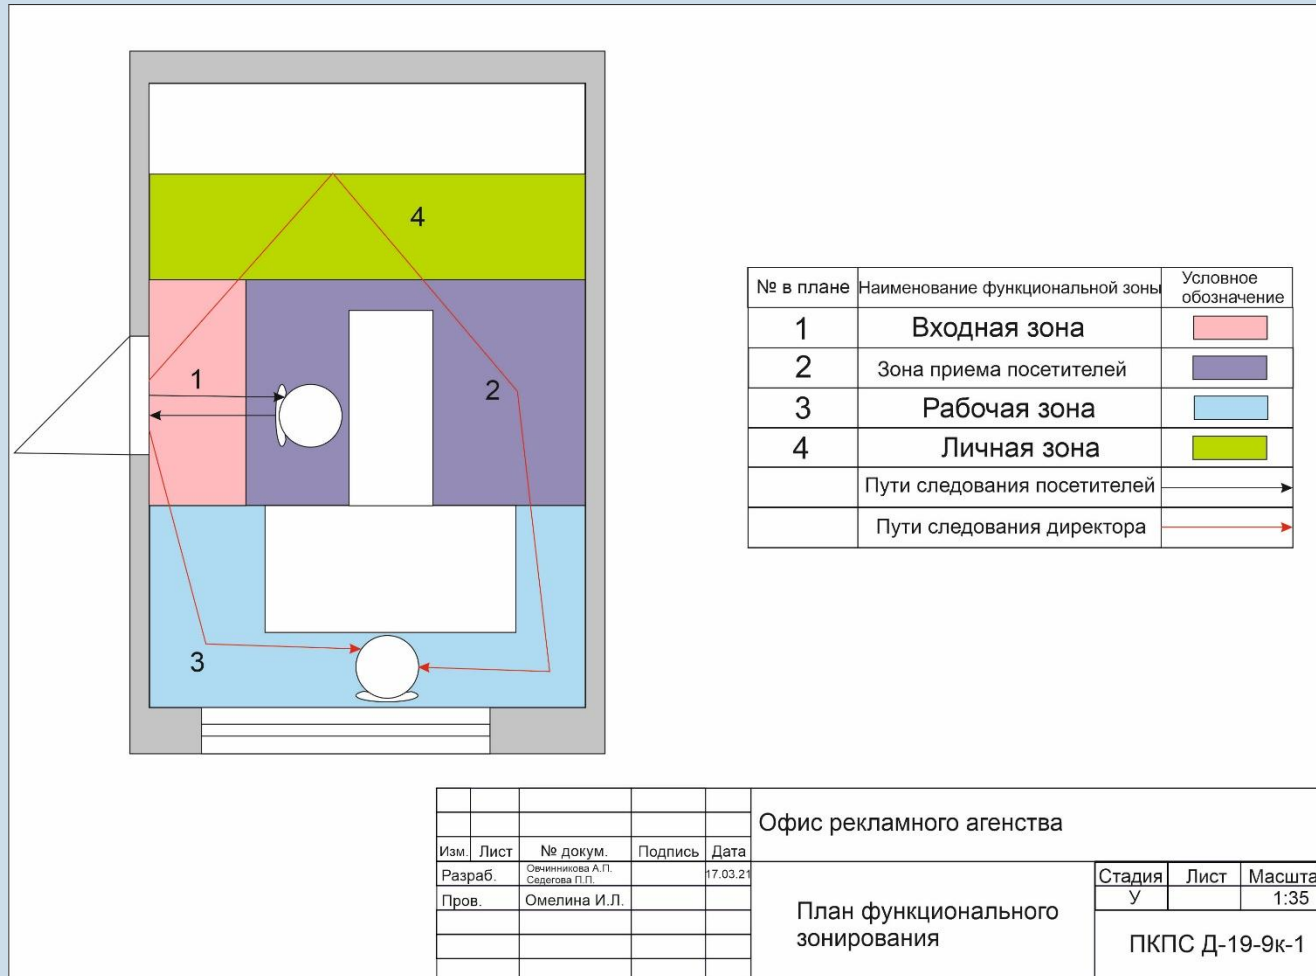 4
1
2
3
№ в плане Наименование функциональной зоны Условное обозначение
1 Входная зона
2 Зона приема посетителей
3 Рабочая зона
4 Личная зона
Пути следования посетителей
Пути следования директора
Офис рекламного агенства
Изм. Лист № докум. Подпись Дата
Разраб. Овчинникова А.П. 17.03.21
Седегова П.П.
Стадия Лист Масшта
Пров. Омелина И.Л. У 1:35
План функционального
зонирования
ПКПС Д-19-9к-1